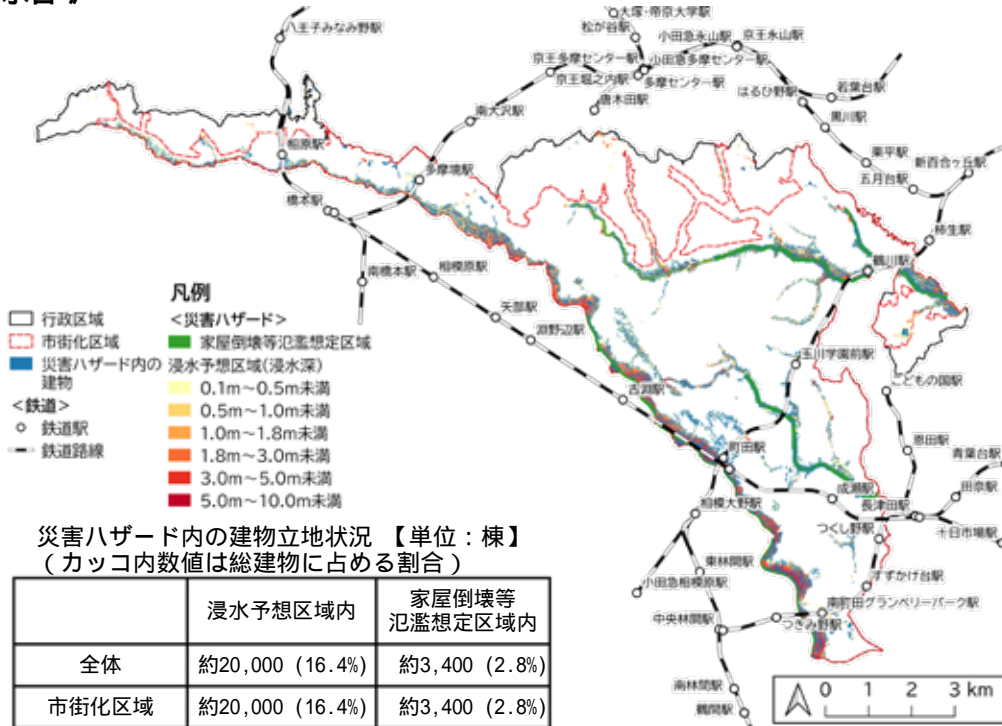 八王子みなみ野駅
大塚・帝京大学駅
松が谷駅
小田急永山駅
京王永山駅
京王多摩センター駅
小田急多摩センター駅
京王堀之内駅
多摩センター駅
唐木田駅
はるひ野駅
若葉台駅
黒川駅
南大沢駅
栗平駅
新百合ヶ丘駅
五月台駅
相原駅
多摩境駅
橋本駅
柿生駅
鶴川駅
南橋本駅
相模原駅
矢部駅
淵野辺駅
玉川学園前駅
こどもの国駅
古淵駅
恩田駅
青葉台駅
町田駅
成瀬駅
田奈駅
長津田駅
相模大野駅
つくし野駅
十日市場駅
東林間駅
すずかけ台駅
小田急相模原駅
南町田グランベリーパーク駅
中央林間駅
つきみ野駅
南林間駅
鶴間駅
凡例
行政区域
市街化区域
災害ハザード内の
建物
<鉄道>
鉄道駅
鉄道路線
<災害ハザード>
家屋倒壊等氾濫想定区域
浸水予想区域(浸水深)
0.1m～0.5m未満
0.5m～1.0m未満
1.0m～1.8m未満
1.8m～3.0m未満
3.0m～5.0m未満
5.0m～10.0m未満
災害ハザード内の建物立地状況 【単位：棟】
（カッコ内数値は総建物に占める割合）
浸水予想区域内 家屋倒壊等
氾濫想定区域内
全体 約20,000 (16.4%) 約3,400 (2.8%)
市街化区域 約20,000 (16.4%) 約3,400 (2.8%)
0 1 2 3 km